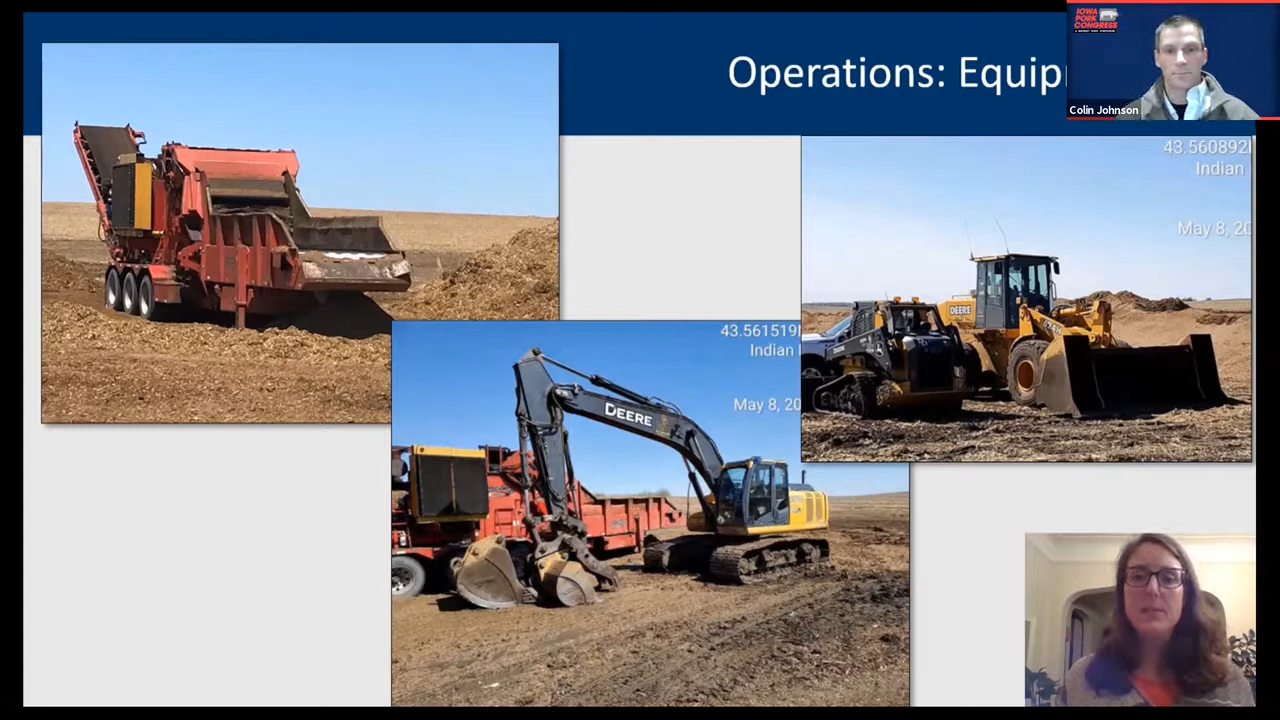 Operations: Equip
IOWA
PORK
CONGRESS
Colin Johnson
43.560892
Indian
May 8, 20
DEERE
43.561519
Indian
May 8, 20
DEERE